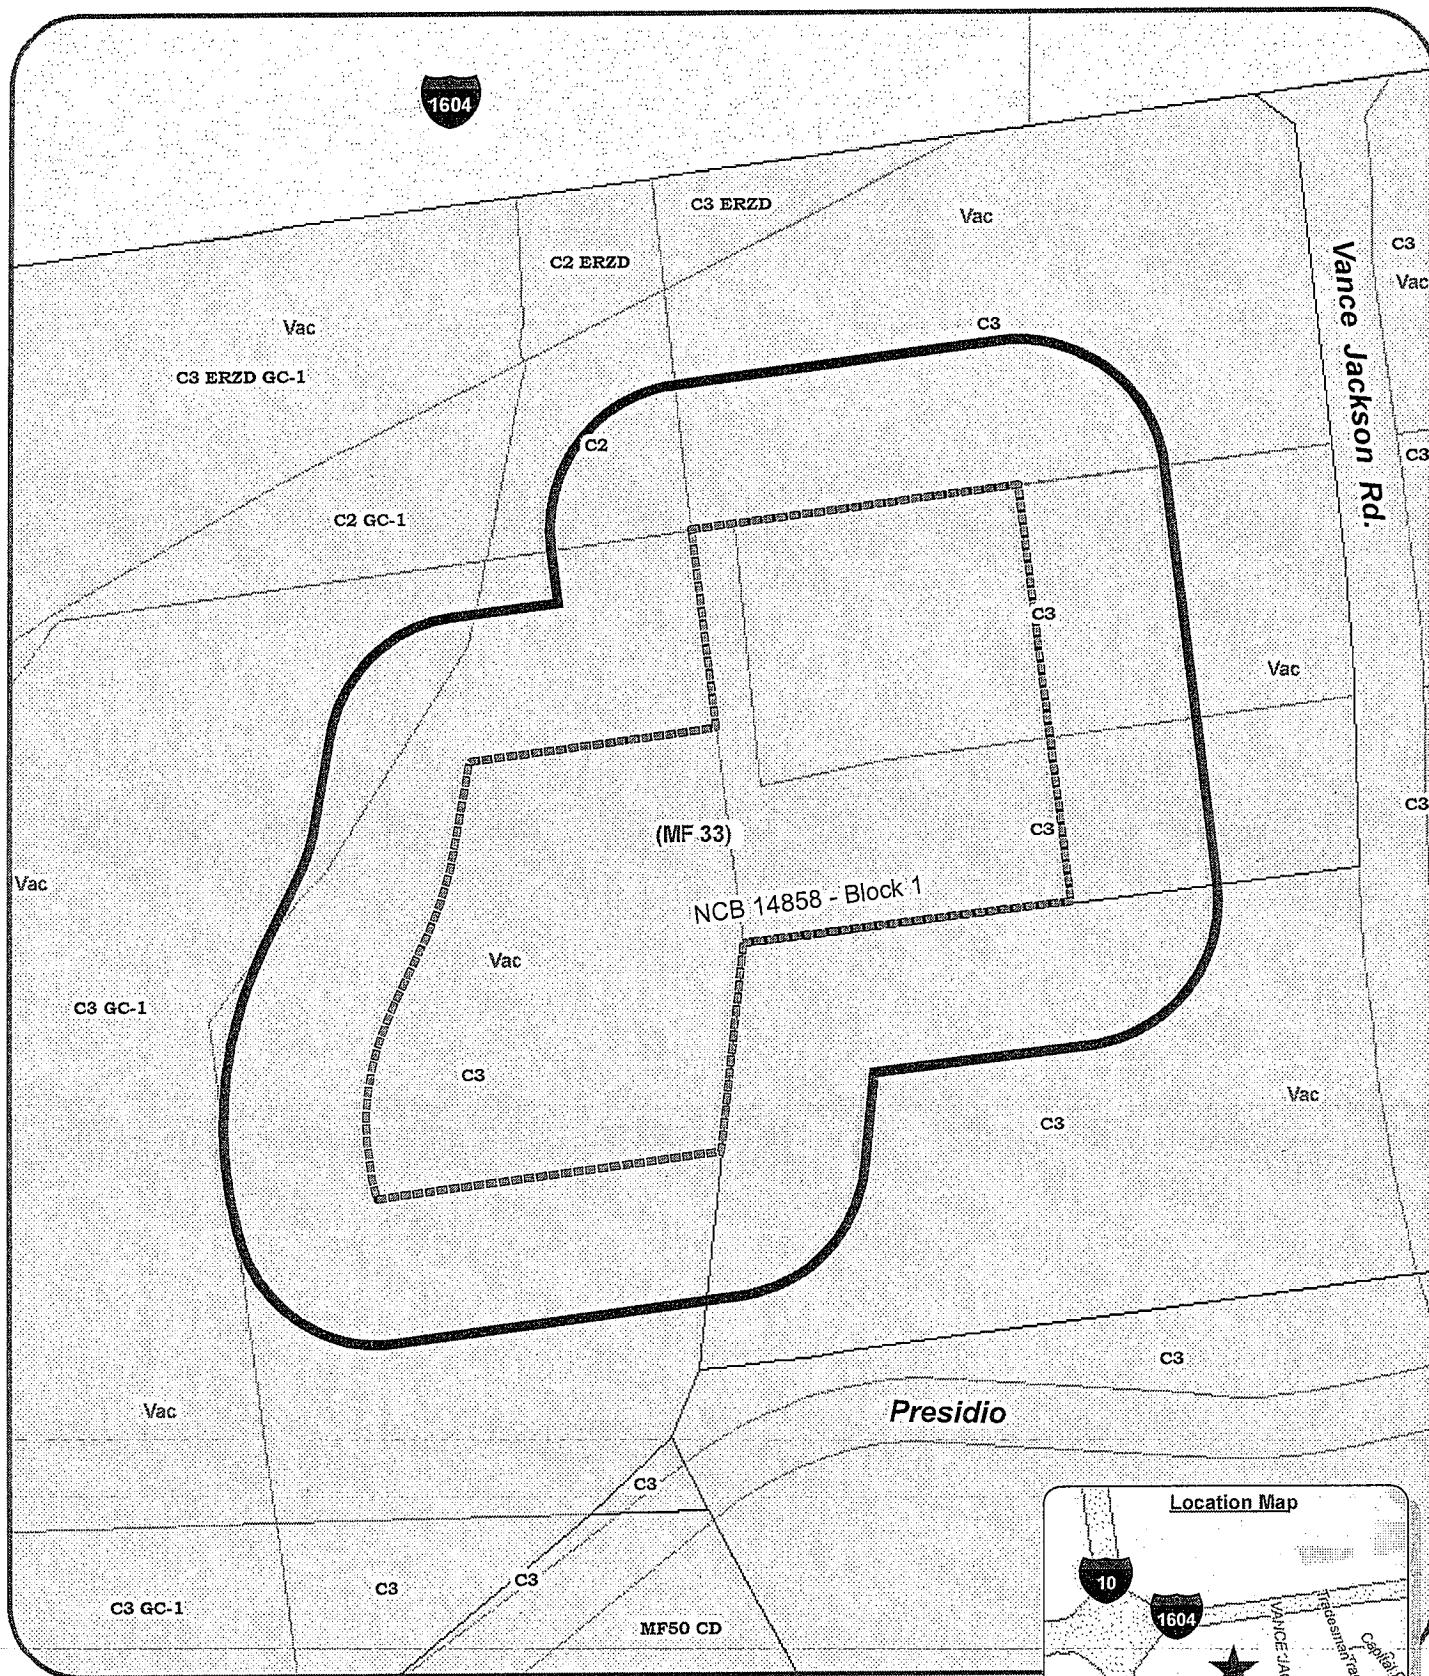 1604
C3 ERZD
Vac
C2 ERZD
C3
Vac
Vance Jackson Rd.
Vac
C3
C3 ERZD GC-1
C2
C3
C2 GC-1
C3
Vac
C3
(MF 33)
C3
Vac
NCB 14858 - Block 1
Vac
C3 GC-1
C3
Vac
C3
C3
Vac
Presidio
C3
Location Map
10
C3
C3
C3 GC-1
1604
MF50 CD